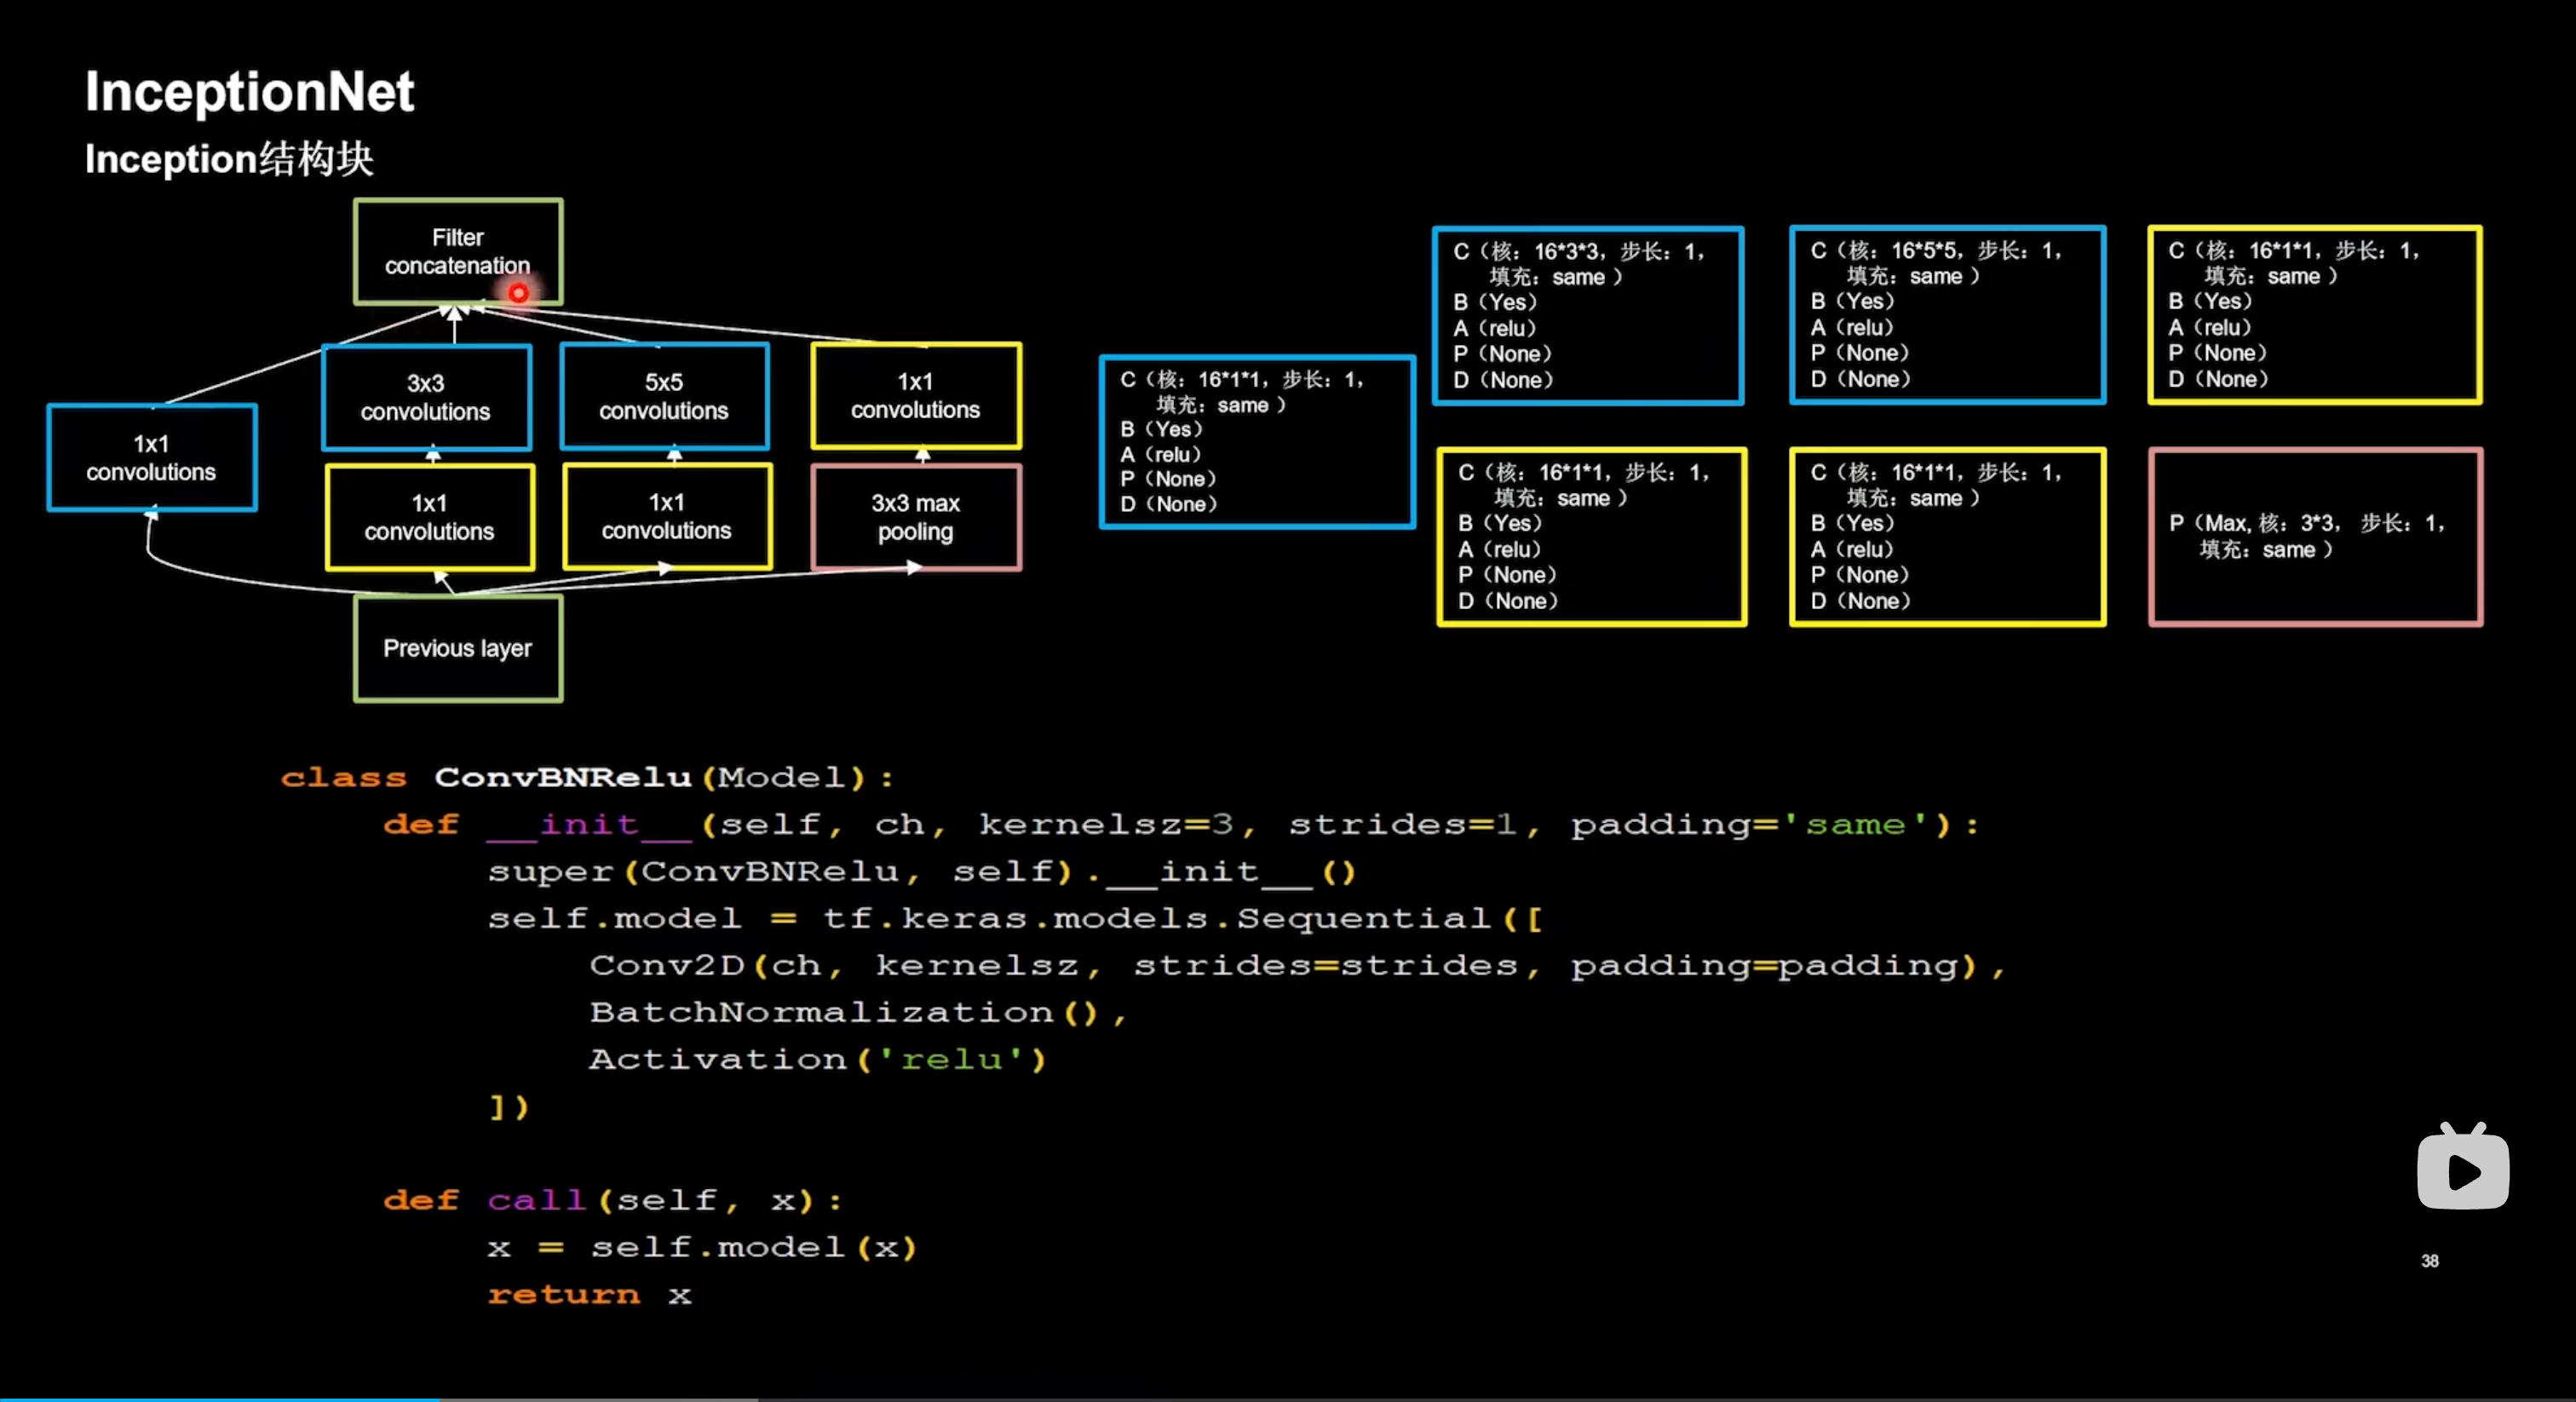 InceptionNet
Inception结构块
Filter
concatenation
1x1
convolutions
3x3
convolutions
5x5
convolutions
1x1
convolutions
1x1
convolutions
1x1
convolutions
3x3 max
pooling
Previous layer
C（核：16*1*1，步长：1，
填充：same ）
B（Yes）
A（relu）
P（None）
D（None）
C（核：16*3*3，步长：1，
填充：same ）
B（Yes）
A（relu）
P（None）
D（None）
C（核：16*5*5，步长：1，
填充：same ）
B（Yes）
A（relu）
P（None）
D（None）
C（核：16*1*1，步长：1，
填充：same ）
B（Yes）
A（relu）
P（None）
D（None）
C（核：16*1*1，步长：1，
填充：same ）
B（Yes）
A（relu）
P（None）
D（None）
C（核：16*1*1，步长：1，
填充：same ）
B（Yes）
A（relu）
P（None）
D（None）
P（Max, 核：3*3， 步长：1，
填充：same ）
class ConvBNRelu(Model):
def __init__(self, ch, kernelsz=3, strides=1, padding='same'):
super(ConvBNRelu, self).__init__()
self.model = tf.keras.models.Sequential([
Conv2D(ch, kernelsz, strides=strides, padding=padding),
BatchNormalization(),
Activation('relu')
])
def call(self, x):
x = self.model(x)
return x
38